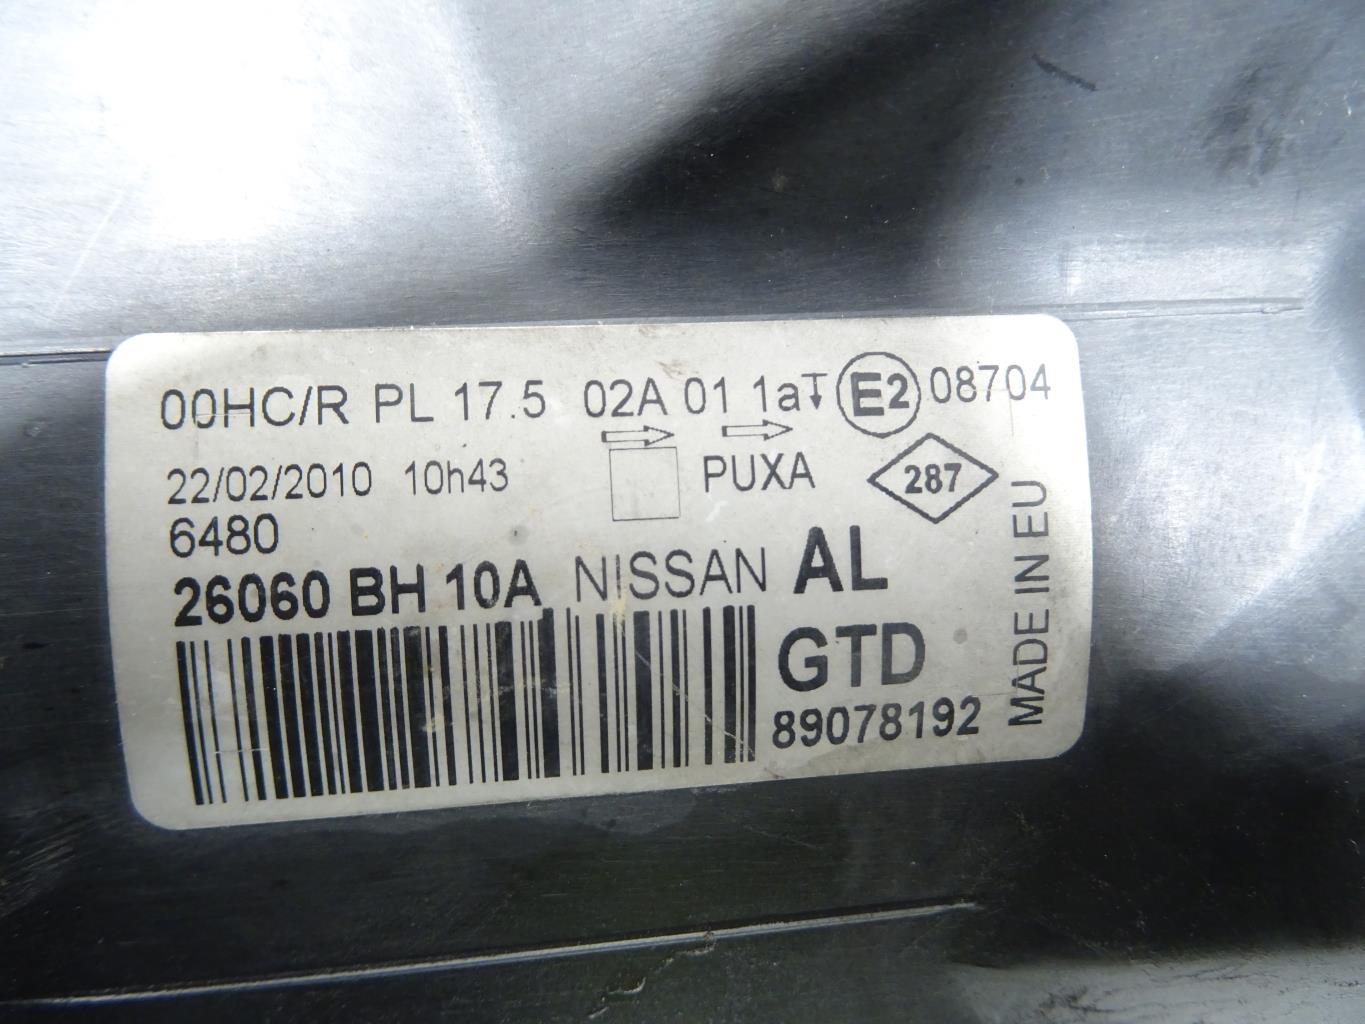 00HC/R PL 17.5 02A 01 1a E2 08704
22/02/2010 10h43 PUXA 287
6480
26060 BH 10A NISSAN AL
GTD
89078192
MADE IN EU